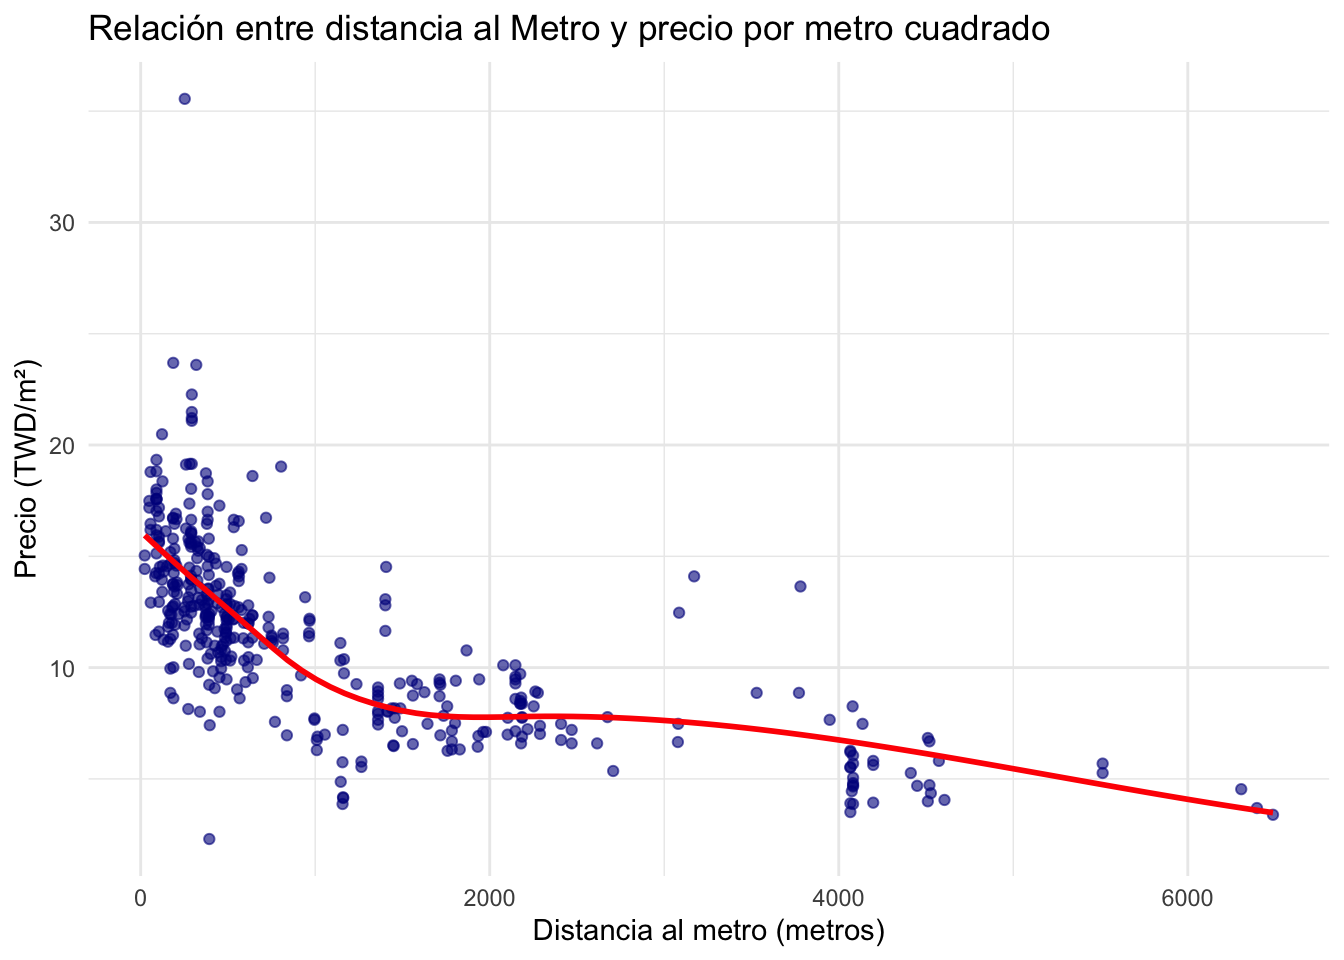 Relación entre distancia al Metro y precio por metro cuadrado
Precio (TWD/m²)
30
20
10
0
2000
4000
6000
Distancia al metro (metros)